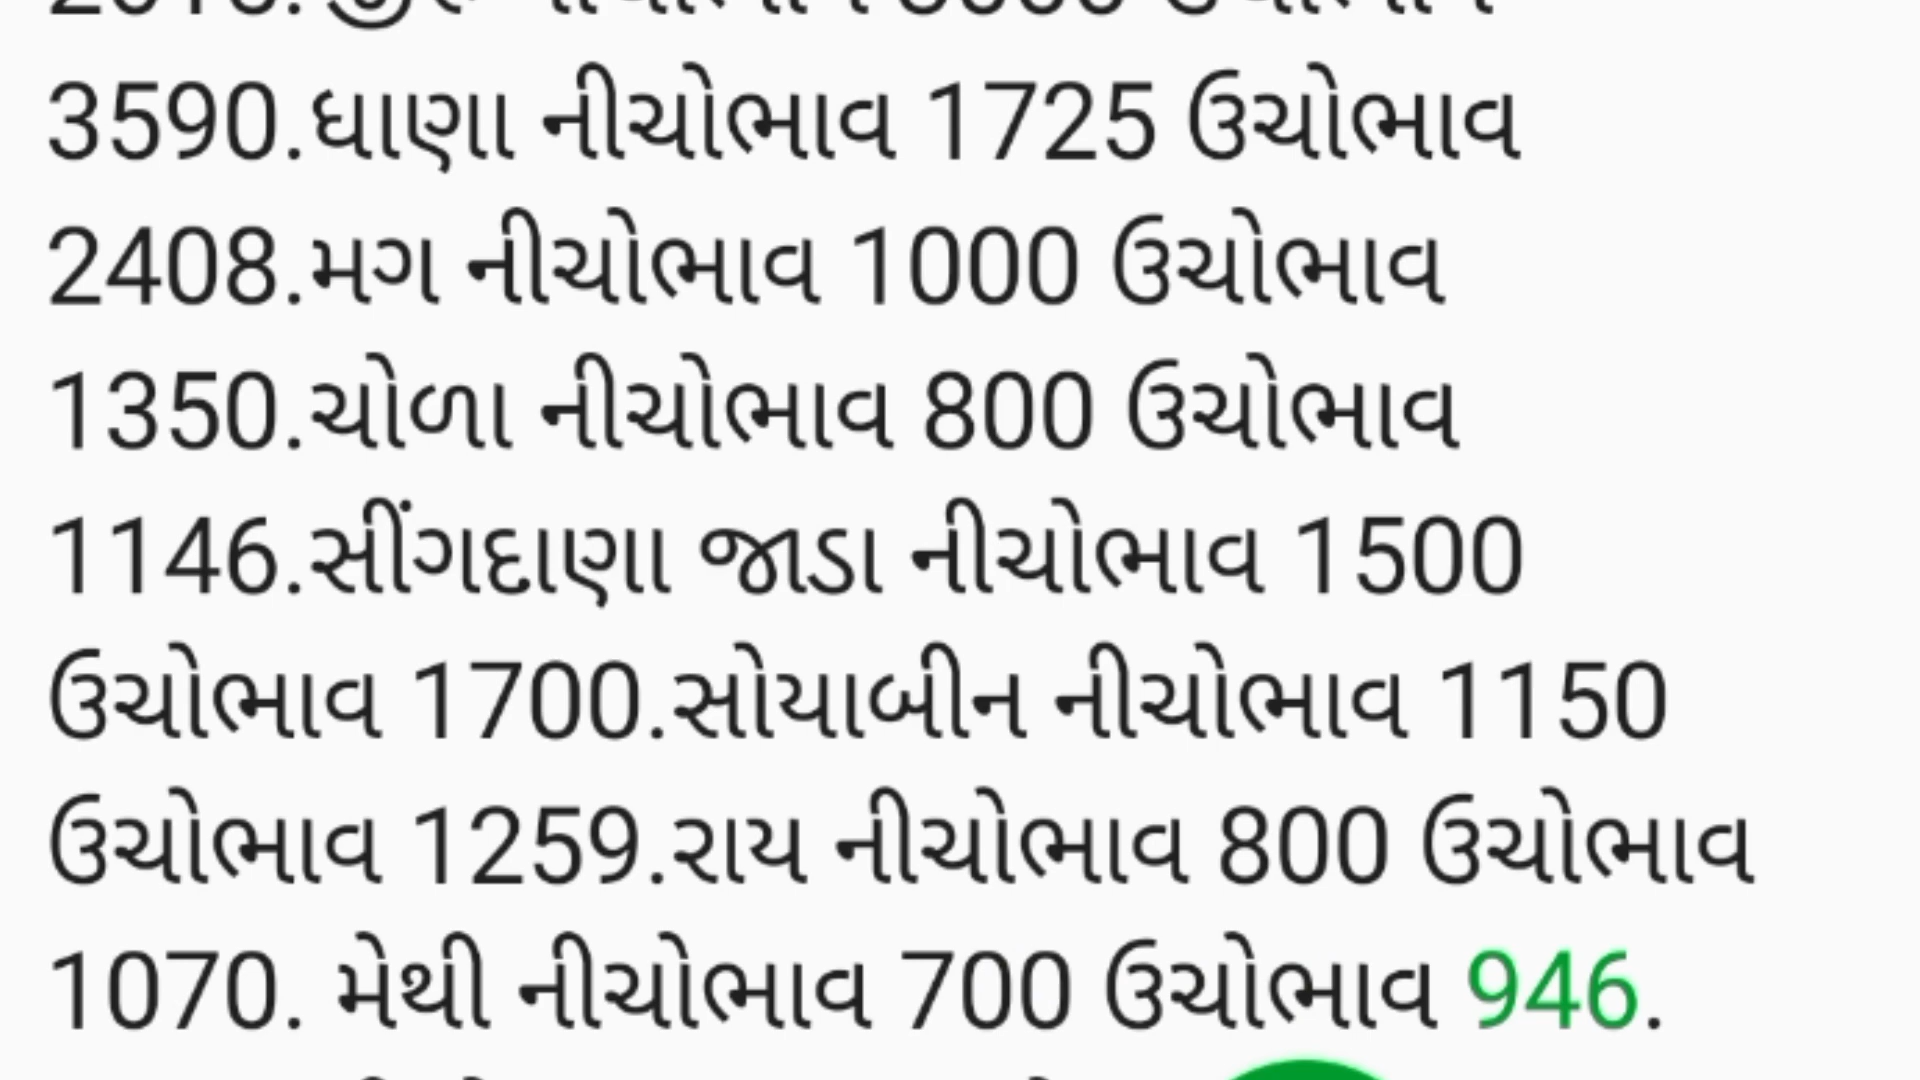 3590.ધાણા નીચોભાવ 1725 ઉચોભાવ
2408.મગ નીચોભાવ 1000 ઉચોભાવ
1350.ચોળા નીચોભાવ 800 ઉચોભાવ
1146.સીંગદાણા જાડા નીચોભાવ 1500
ઉચોભાવ 1700.સોયાબીન નીચોભાવ 1150
ઉચોભાવ 1259.રાય નીચોભાવ 800 ઉચોભાવ
1070. મેથી નીચોભાવ 700 ઉચોભાવ 946.